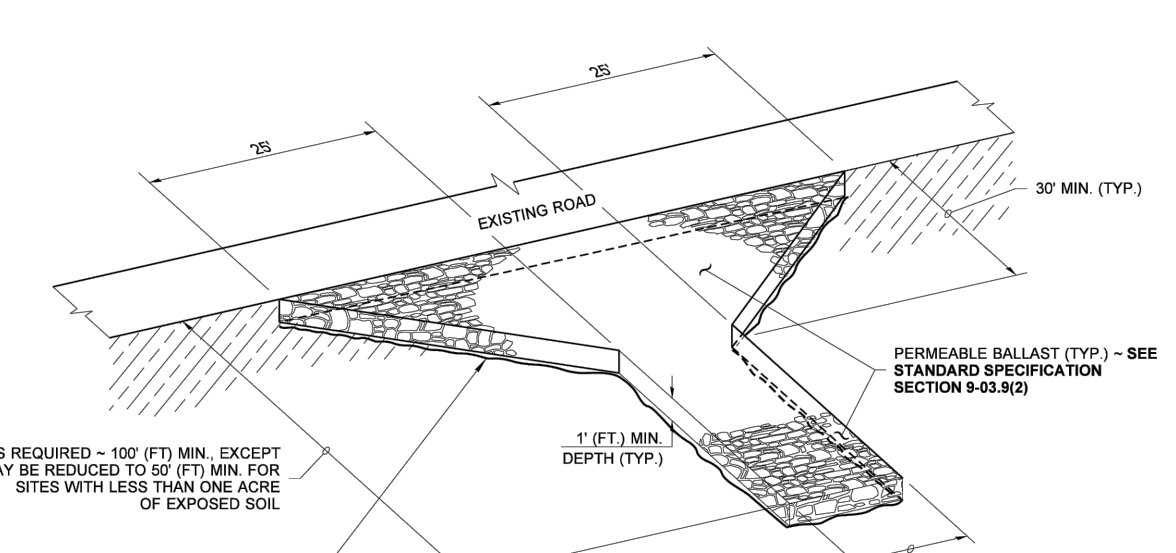 25'
25'
EXISTING ROAD
30' MIN. (TYP.)
PERMEABLE BALLAST (TYP.) ~ SEE
STANDARD SPECIFICATION
SECTION 9-03.9(2)
1' (FT.) MIN.
DEPTH (TYP.)
S REQUIRED ~ 100' (FT) MIN., EXCEPT
AY BE REDUCED TO 50' (FT) MIN. FOR
SITES WITH LESS THAN ONE ACRE
OF EXPOSED SOIL